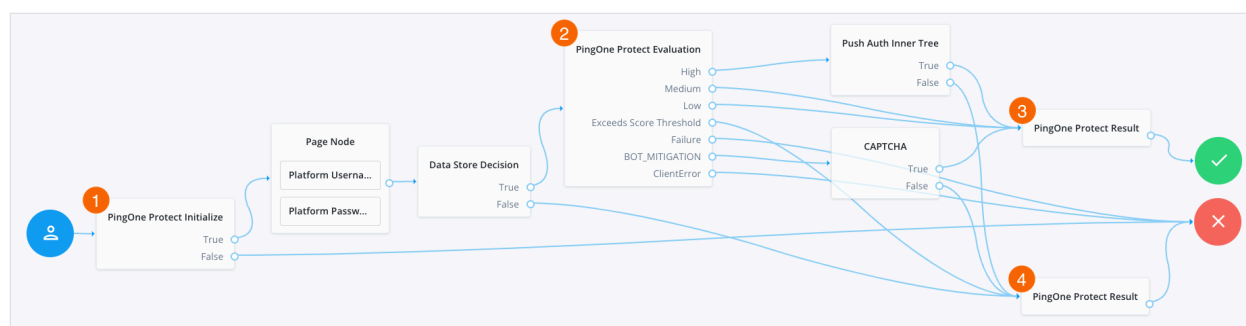 1
PingOne Protect Initialize
True
False
Page Node
Platform Userna...
Platform Passw...
Data Store Decision
True
False
2
PingOne Protect Evaluation
High
Medium
Low
Exceeds Score Threshold
Failure
BOT_MITIGATION
ClientError
Push Auth Inner Tree
True
False
CAPTCHA
True
False
3
PingOne Protect Result
4
PingOne Protect Result